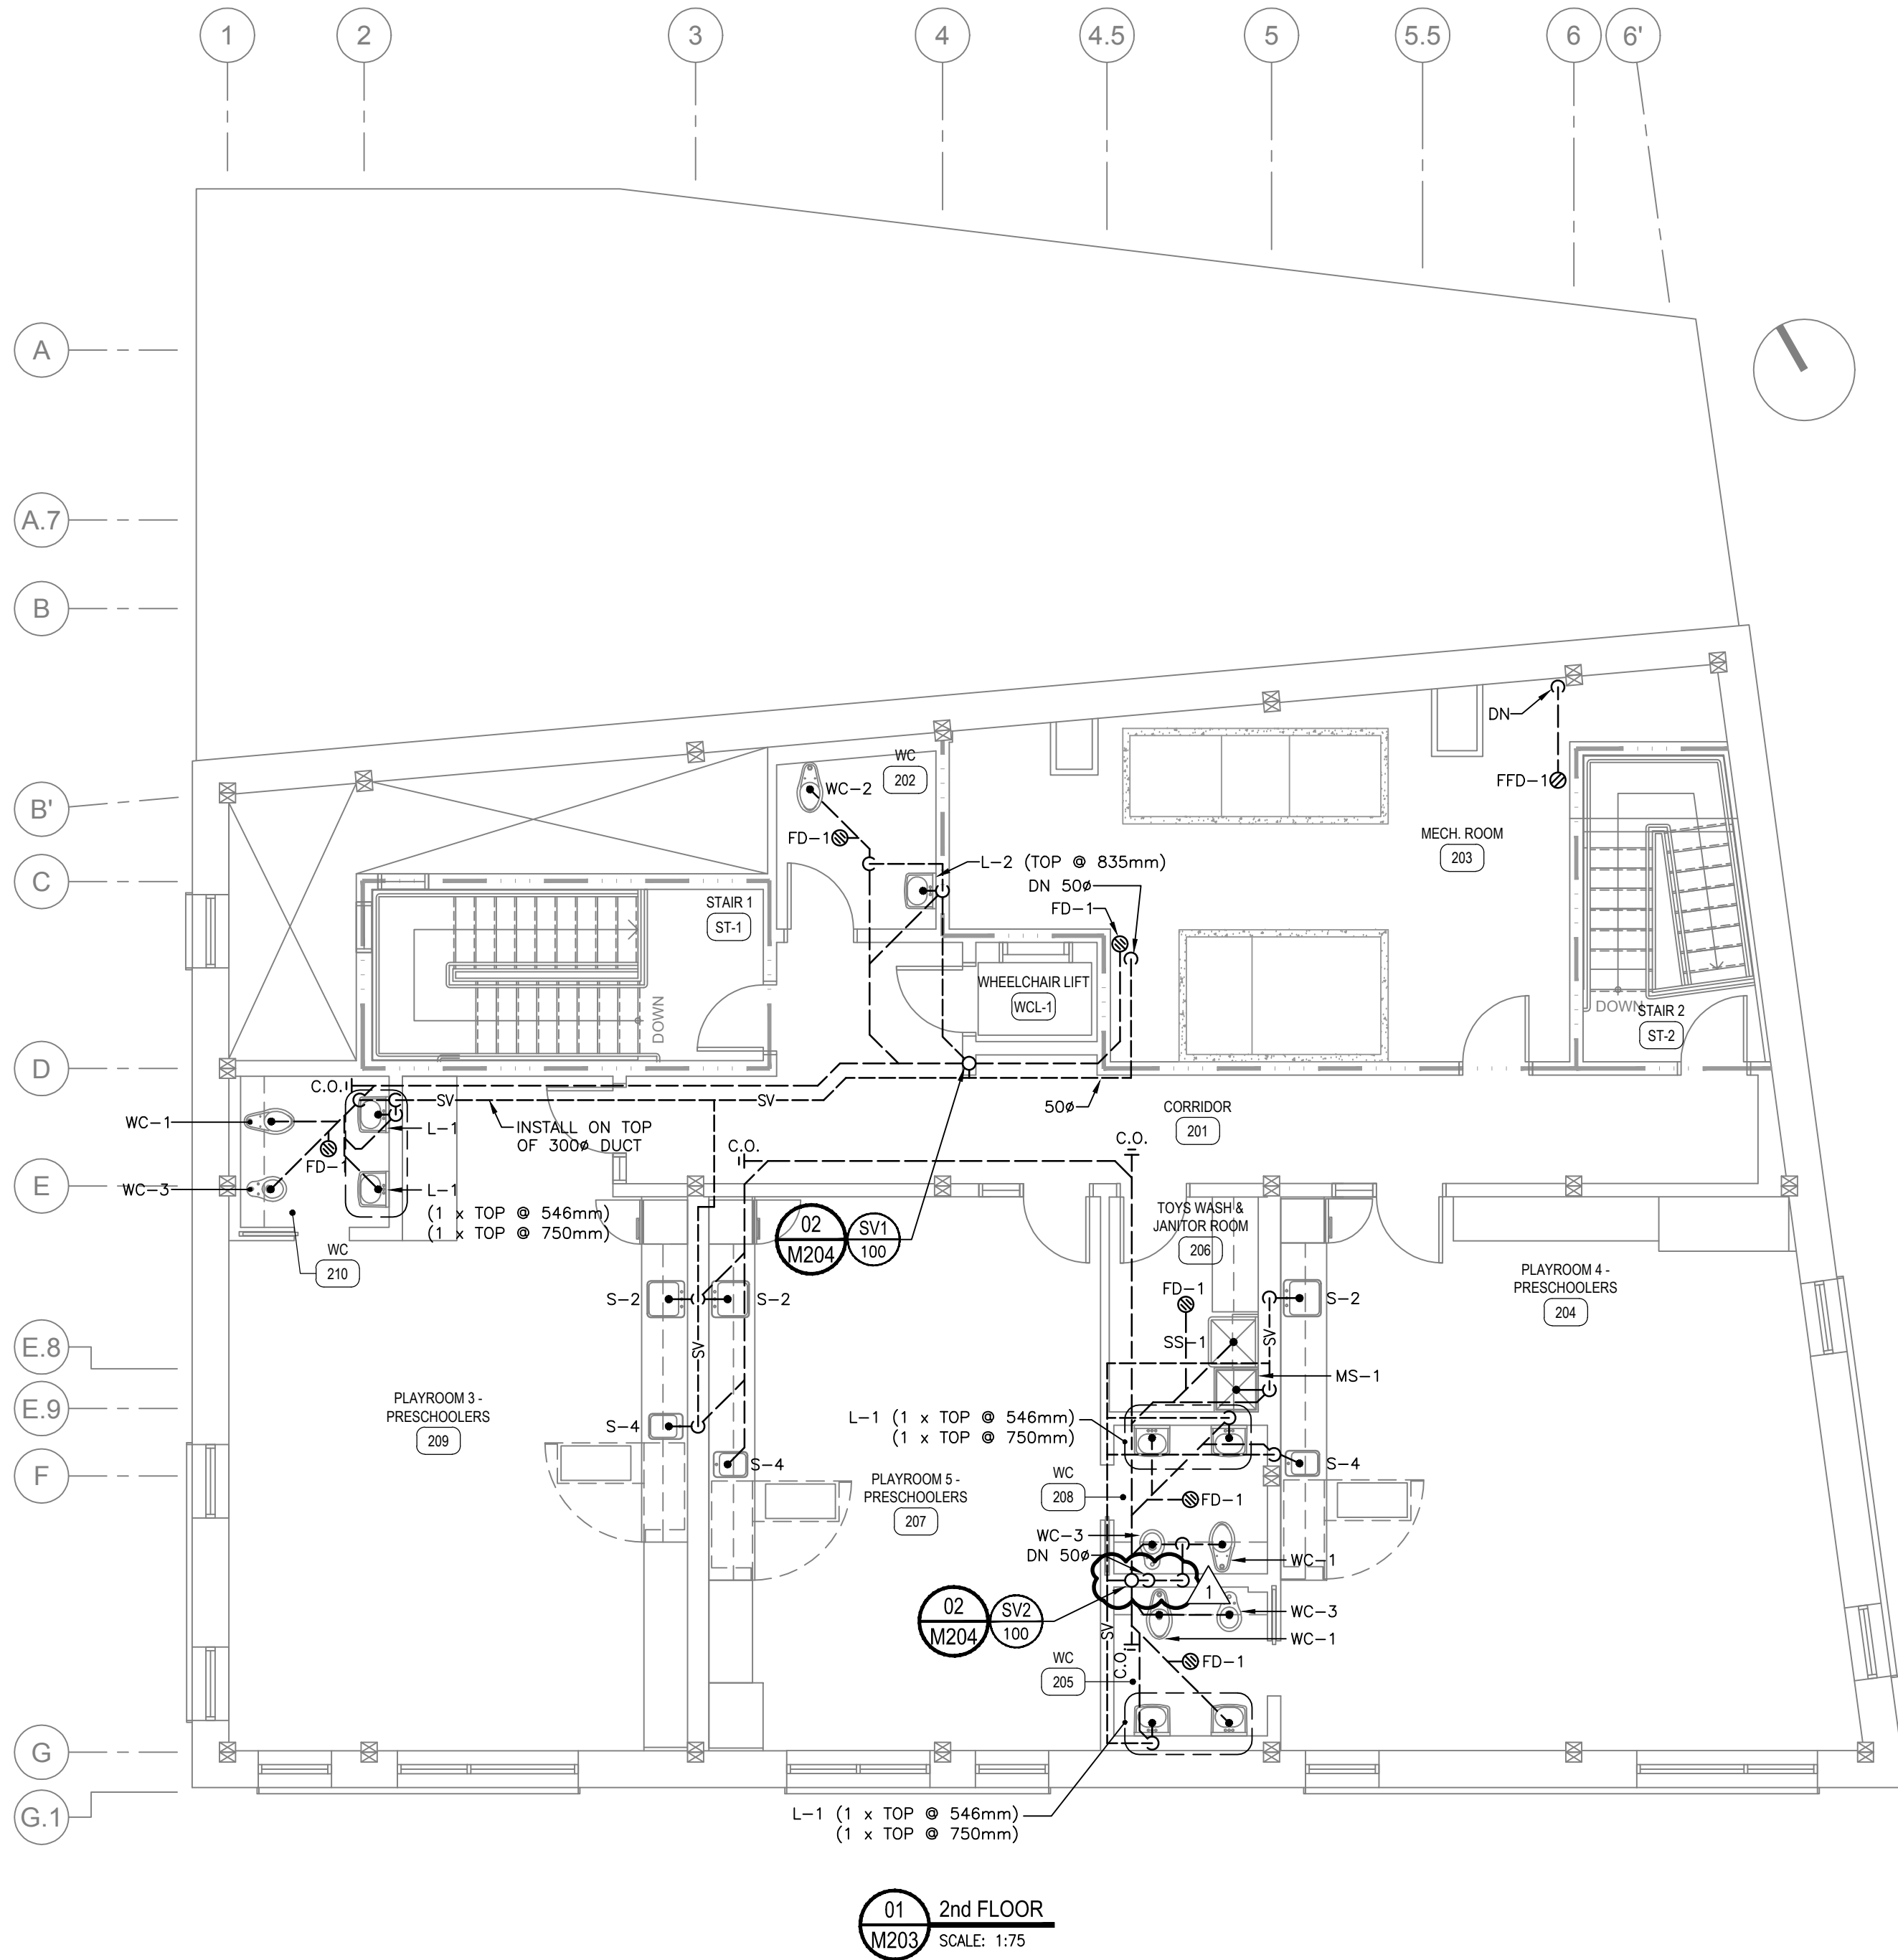 1
2
3
4
4.5
5
5.5
6
6'
A
A.7
B
B'
C
D
E
E.8
E.9
F
G
G.1
DN
FFD-1
WC
202
WC-2
FD-1
L-2 (TOP @ 835mm)
DN 50ø
FD-1
MECH. ROOM
203
STAIR 1
ST-1
DOWN
WHEELCHAIR LIFT
WCL-1
DOWN
STAIR 2
ST-2
C.O.
SV
SV
50ø
CORRIDOR
201
WC-1
L-1
INSTALL ON TOP
OF 300ø DUCT
FD-1
C.O.
C.O.
WC-3
L-1
(1 x TOP @ 546mm)
(1 x TOP @ 750mm)
WC
210
02
M204
SV1
100
TOYS WASH &
JANITOR ROOM
206
PLAYROOM 4 -
PRESCHOOLERS
204
S-2
S-2
FD-1
S-2
SV
SS-1
SV
MS-1
PLAYROOM 3 -
PRESCHOOLERS
209
S-4
L-1 (1 x TOP @ 546mm)
(1 x TOP @ 750mm)
S-4
S-4
PLAYROOM 5 -
PRESCHOOLERS
207
WC
208
FD-1
WC-3
DN 50ø
WC-1
1
02
M204
SV2
100
WC-3
WC-1
SV
C.O.
FD-1
WC
205
L-1 (1 x TOP @ 546mm)
(1 x TOP @ 750mm)
01
M203
2nd FLOOR
SCALE: 1:75